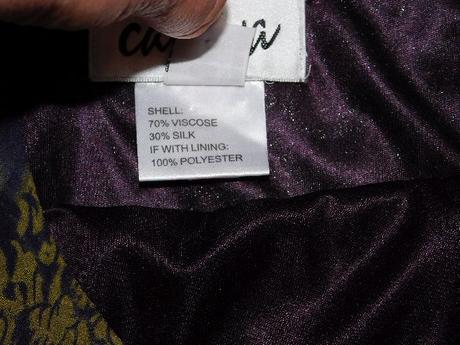 SHELL:
70% VISCOSE
30% SILK
IF WITH LINING:
100% POLYESTER